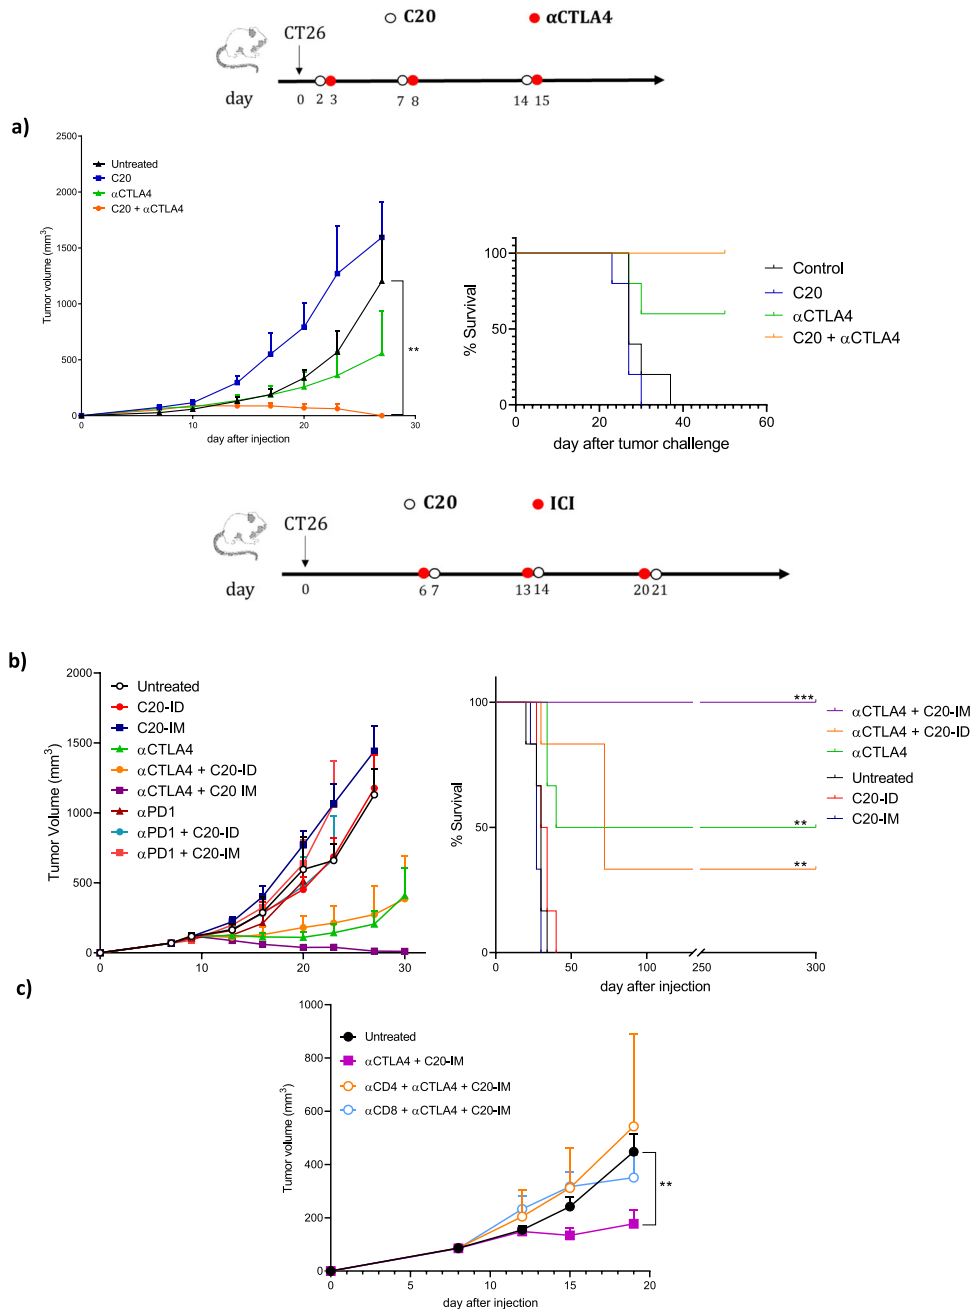 C20 αCTLA4
CT26
day 0 2 3 7 8 14 15
a)
2500
2000
1500
1000
500
0
Tumor volume (mm³)
Untreated
C20
αCTLA4
C20 + αCTLA4
**
0 10 20 30
day after injection
100
50
0
% Survival
Control
C20
αCTLA4
C20 + αCTLA4
0 20 40 60
day after tumor challenge
C20 ICI
CT26
day 0 6 7 13 14 20 21
b)
2000
1500
1000
500
0
Tumor Volume (mm³)
Untreated
C20-ID
C20-IM
αCTLA4
αCTLA4 + C20-ID
αCTLA4 + C20 IM
αPD1
αPD1 + C20-ID
αPD1 + C20-IM
0 10 20 30
100
50
0
% Survival
***
**
**
αCTLA4 + C20-IM
αCTLA4 + C20-ID
αCTLA4
Untreated
C20-ID
C20-IM
0 50 100 250 300
day after injection
c)
1000
800
600
400
200
0
Tumor volume (mm³)
Untreated
αCTLA4 + C20-IM
αCD4 + αCTLA4 + C20-IM
αCD8 + αCTLA4 + C20-IM
**
0 5 10 15 20
day after injection